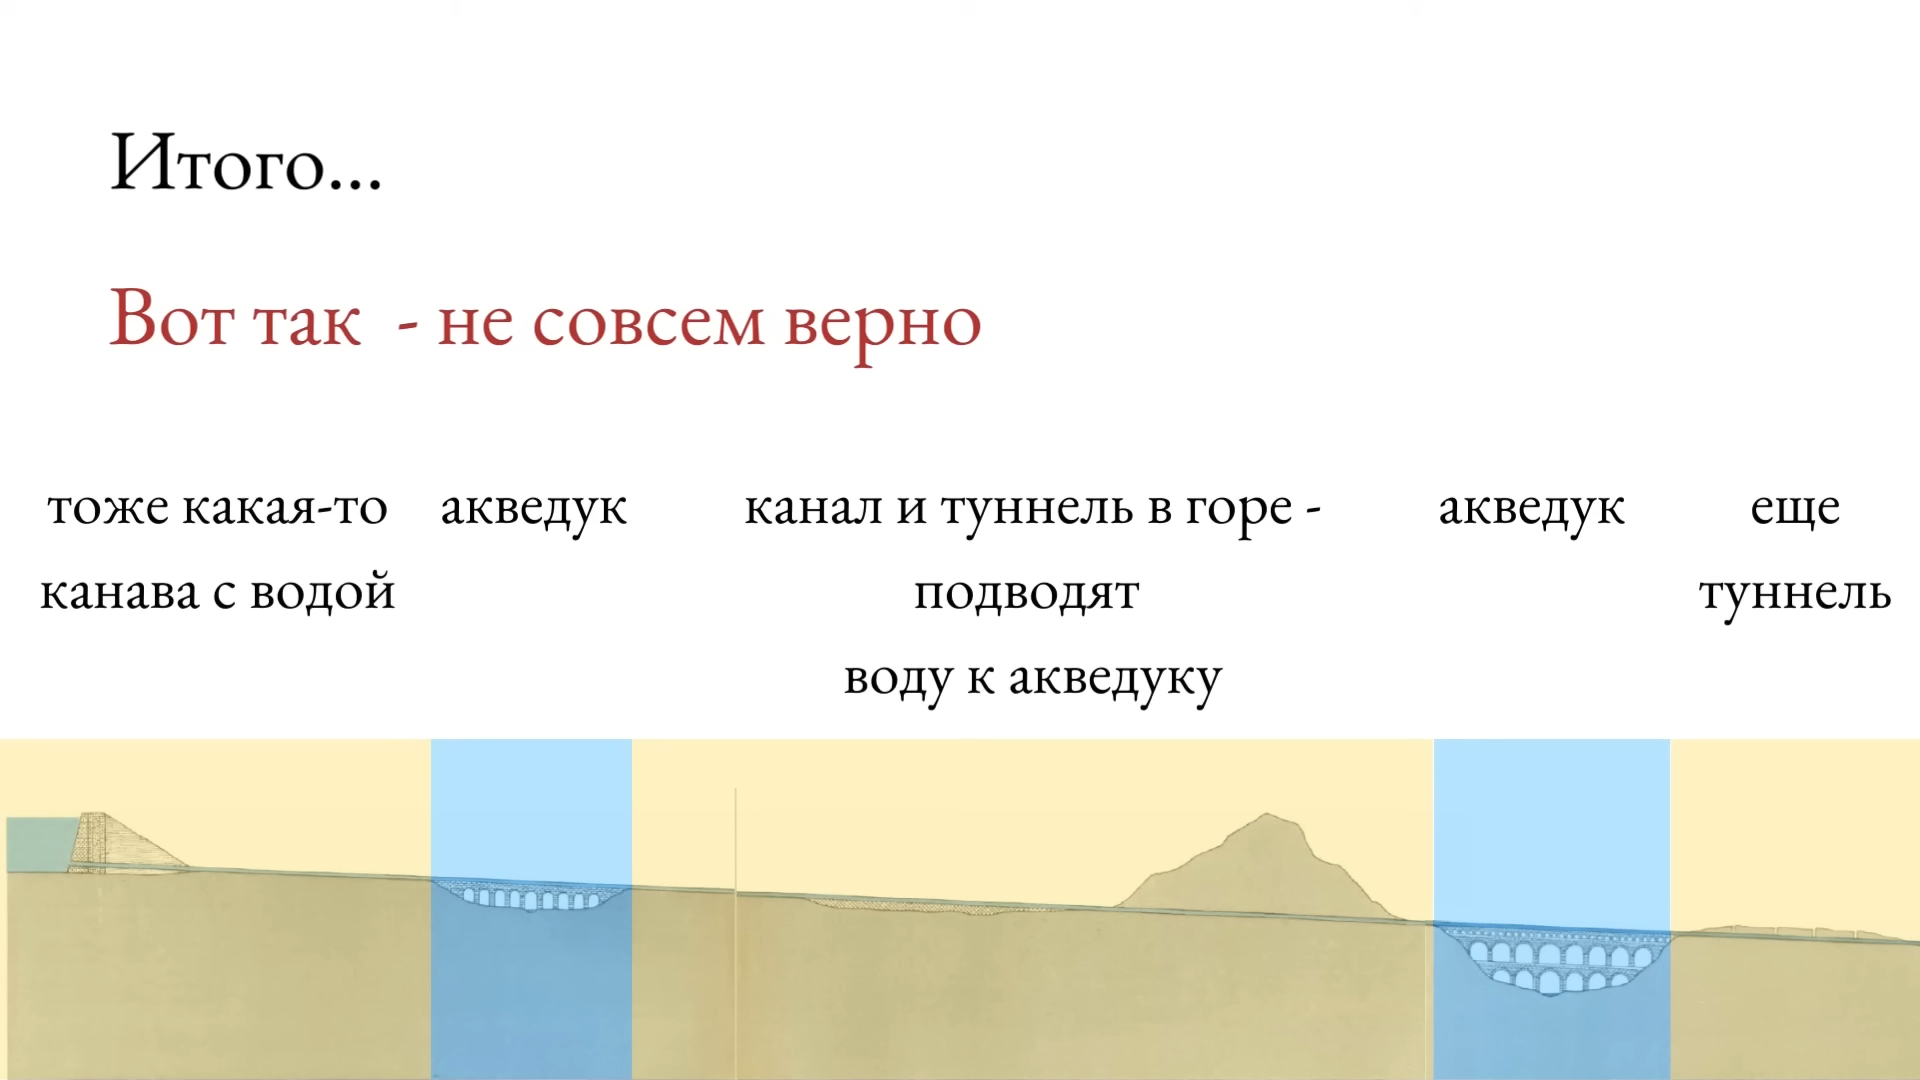 Итого...
Вот так - не совсем верно
тоже какая-то
канава с водой
акведук
канал и туннель в горе -
подводят
воду к акведуку
акведук
еще
туннель